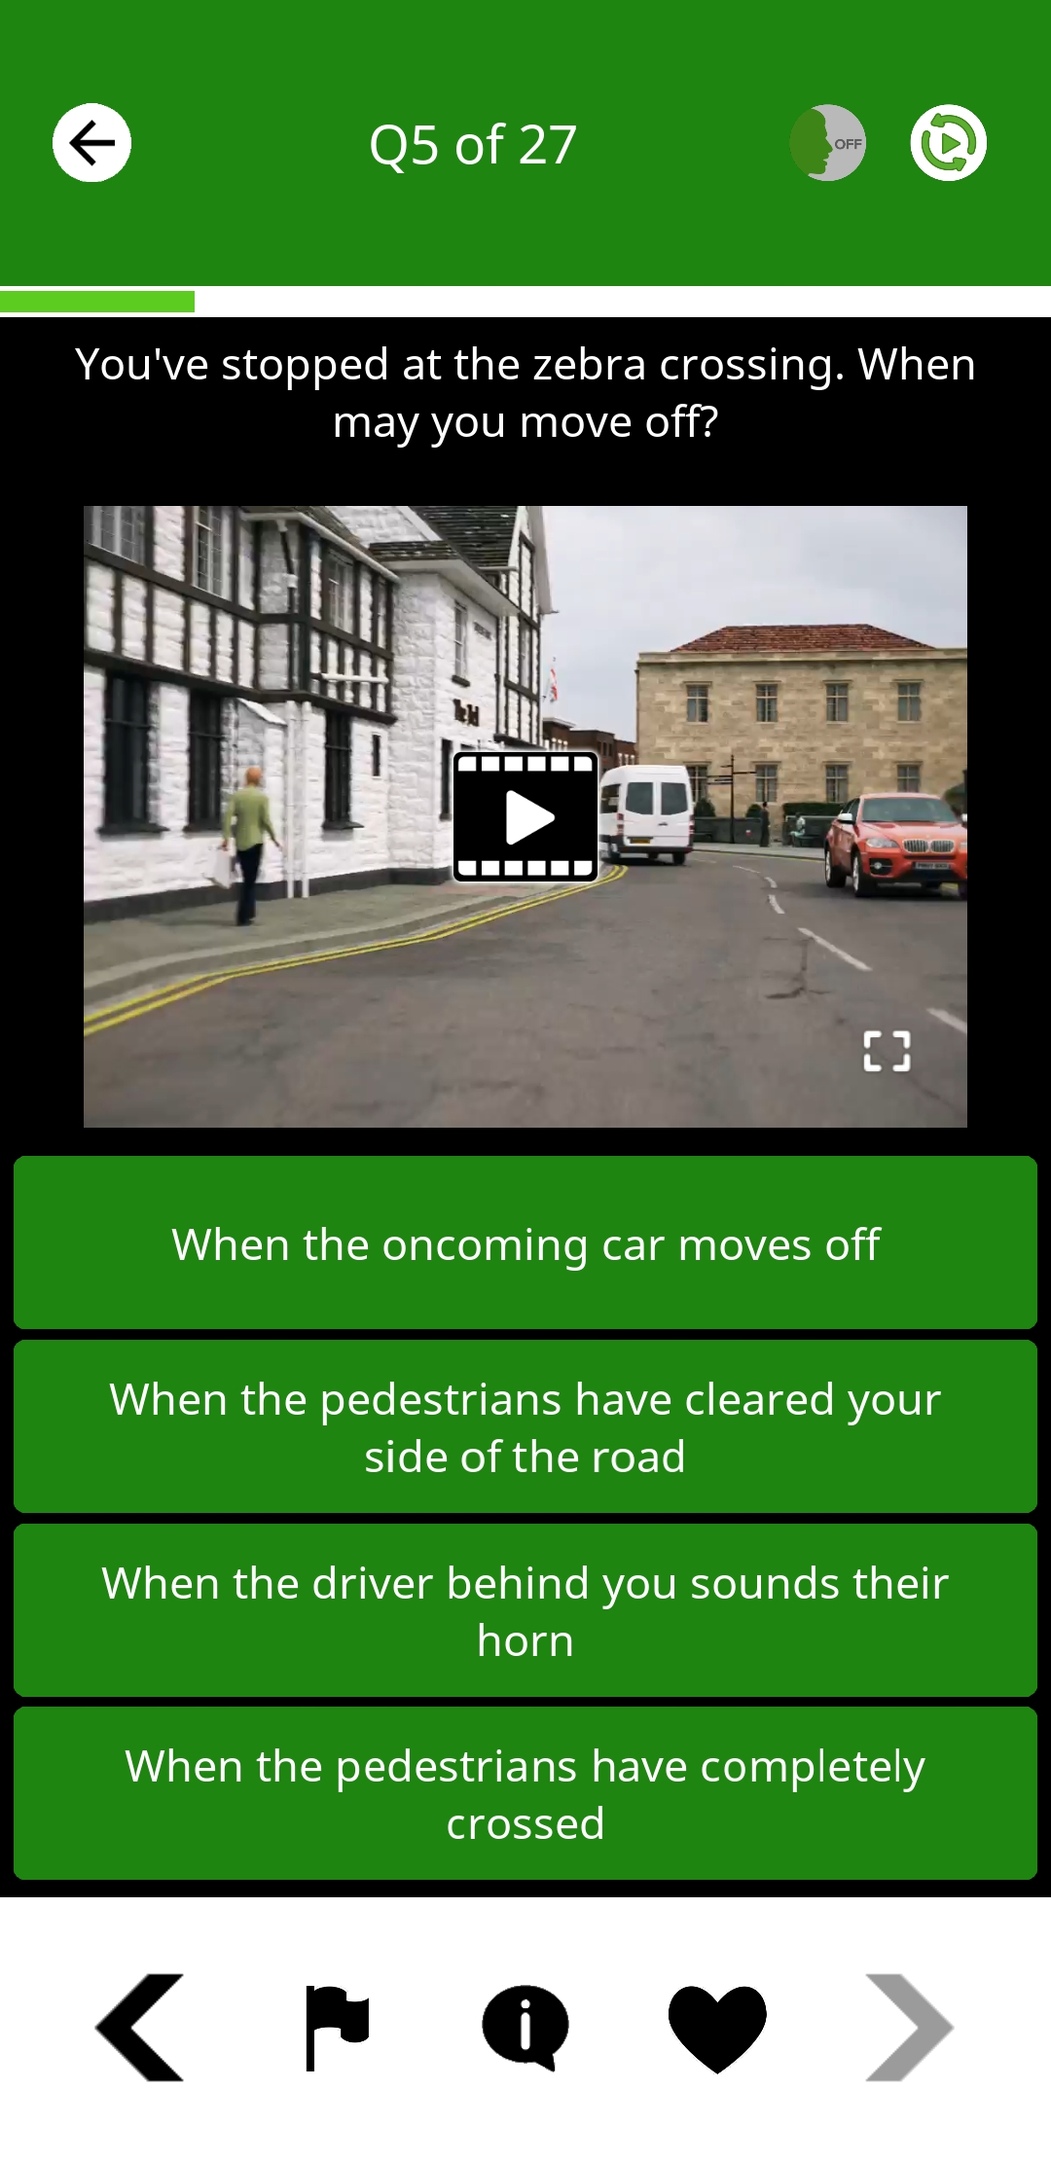 Q5 of 27
OFF
You've stopped at the zebra crossing. When
may you move off?
When the oncoming car moves off
When the pedestrians have cleared your
side of the road
When the driver behind you sounds their
horn
When the pedestrians have completely
crossed